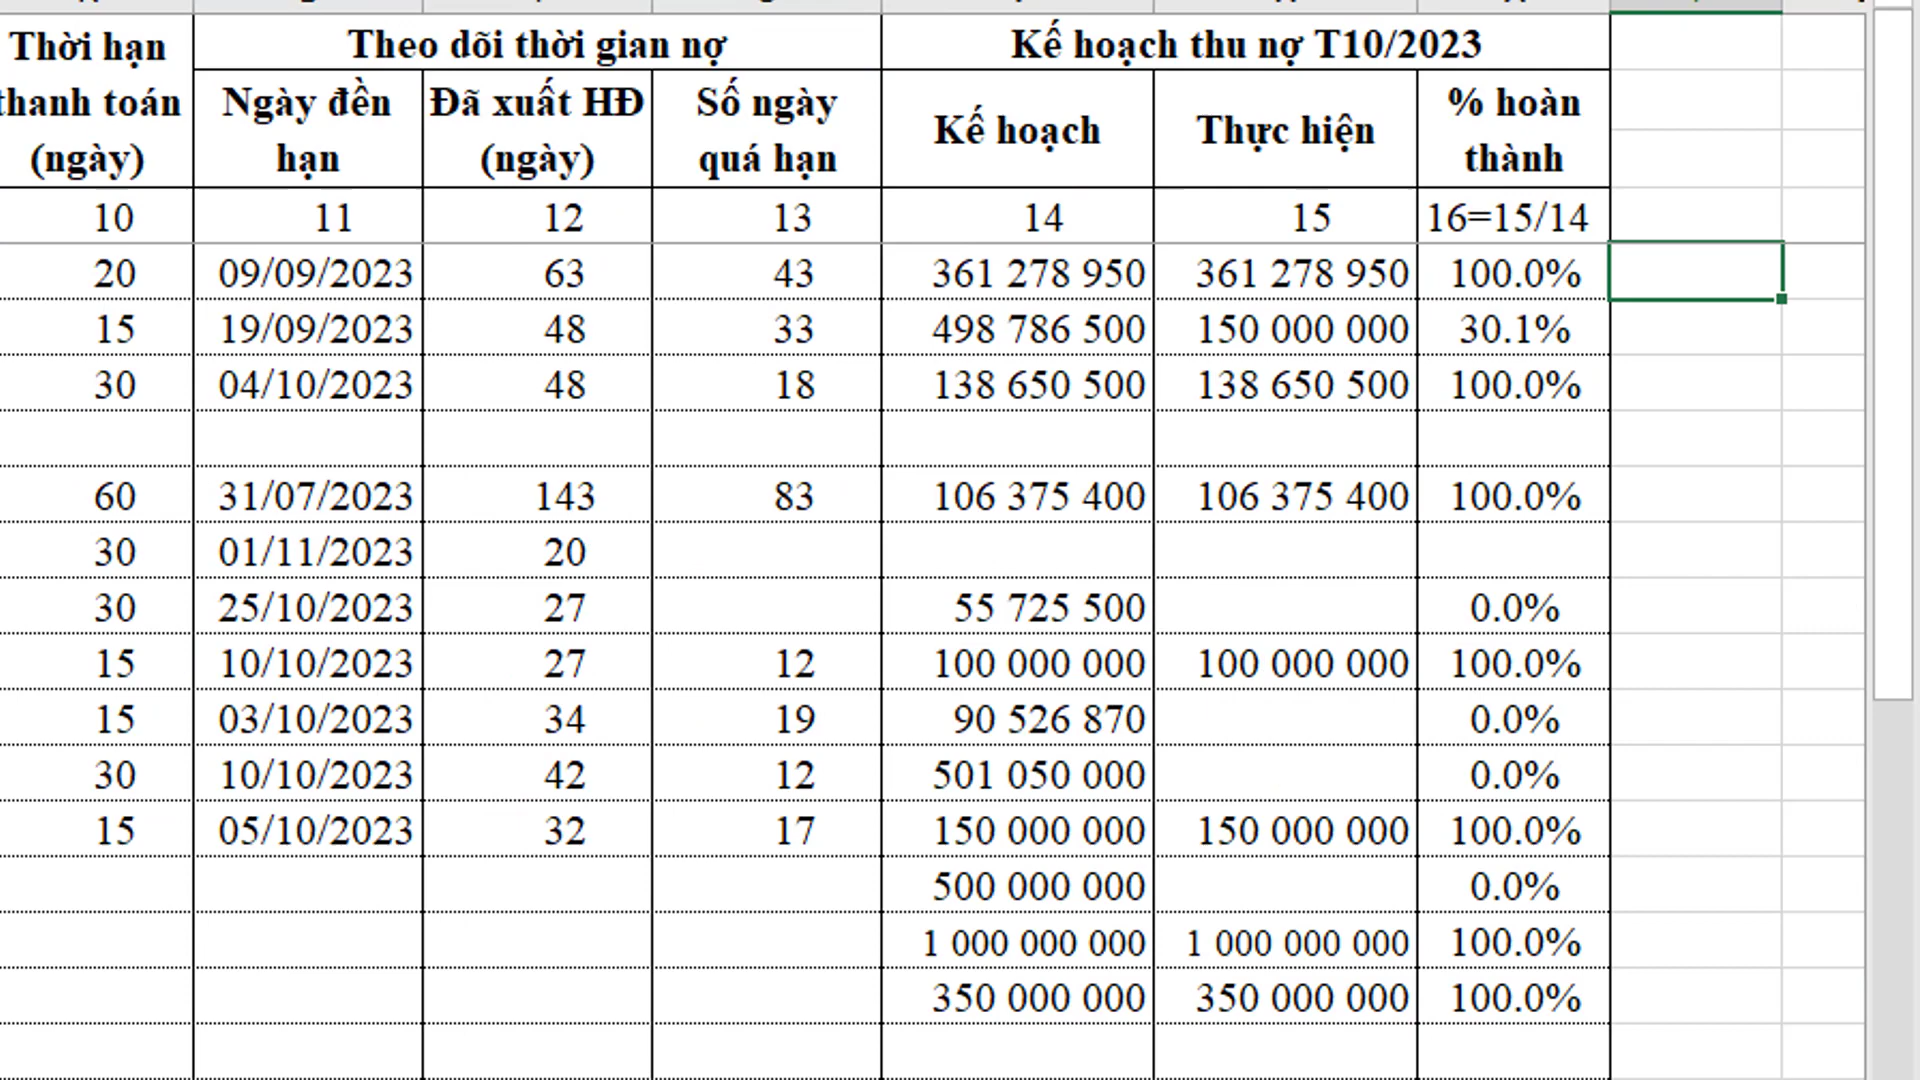 Thời hạn thanh toán (ngày) Theo dõi thời gian nợ Kế hoạch thu nợ T10/2023
Ngày đền hạn Đã xuất HĐ (ngày) Số ngày quá hạn Kế hoạch Thực hiện % hoàn thành
10 11 12 13 14 15 16=15/14
20 09/09/2023 63 43 361 278 950 361 278 950 100.0%
15 19/09/2023 48 33 498 786 500 150 000 000 30.1%
30 04/10/2023 48 18 138 650 500 138 650 500 100.0%
60 31/07/2023 143 83 106 375 400 106 375 400 100.0%
30 01/11/2023 20
30 25/10/2023 27 55 725 500 0.0%
15 10/10/2023 27 12 100 000 000 100 000 000 100.0%
15 03/10/2023 34 19 90 526 870 0.0%
30 10/10/2023 42 12 501 050 000 0.0%
15 05/10/2023 32 17 150 000 000 150 000 000 100.0%
500 000 000 0.0%
1 000 000 000 1 000 000 000 100.0%
350 000 000 350 000 000 100.0%